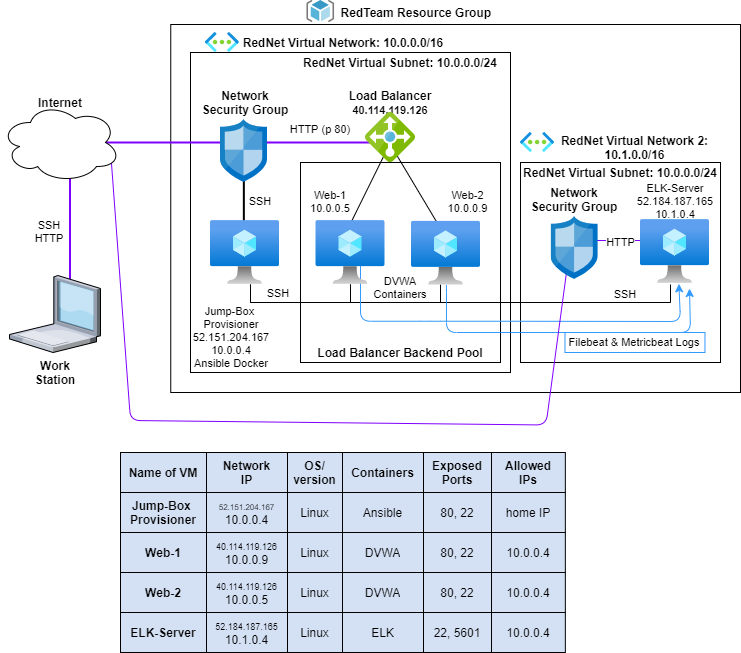 RedTeam Resource Group
RedNet Virtual Network: 10.0.0.0/16
RedNet Virtual Subnet: 10.0.0.0/24
Internet
Network
Security Group
Load Balancer
40.114.119.126
HTTP (p 80)
RedNet Virtual Network 2:
10.1.0.0/16
RedNet Virtual Subnet: 10.0.0.0/24
Network
Security Group
ELK-Server
52.184.187.165
10.1.0.4
HTTP
SSH
Web-1
10.0.0.5
Web-2
10.0.0.9
SSH
HTTP
SSH
DVWA
Containers
SSH
Jump-Box
Provisioner
52.151.204.167
10.0.0.4
Ansible Docker
Load Balancer Backend Pool
Filebeat & Metricbeat Logs
Work
Station
Name of VM
Network
IP
OS/
version
Containers
Exposed
Ports
Allowed
IPs
Jump-Box
Provisioner
52.151.204.167
10.0.0.4
Linux
Ansible
80, 22
home IP
Web-1
40.114.119.126
10.0.0.9
Linux
DVWA
80, 22
10.0.0.4
Web-2
40.114.119.126
10.0.0.5
Linux
DVWA
80, 22
10.0.0.4
ELK-Server
52.184.187.165
10.1.0.4
Linux
ELK
22, 5601
10.0.0.4